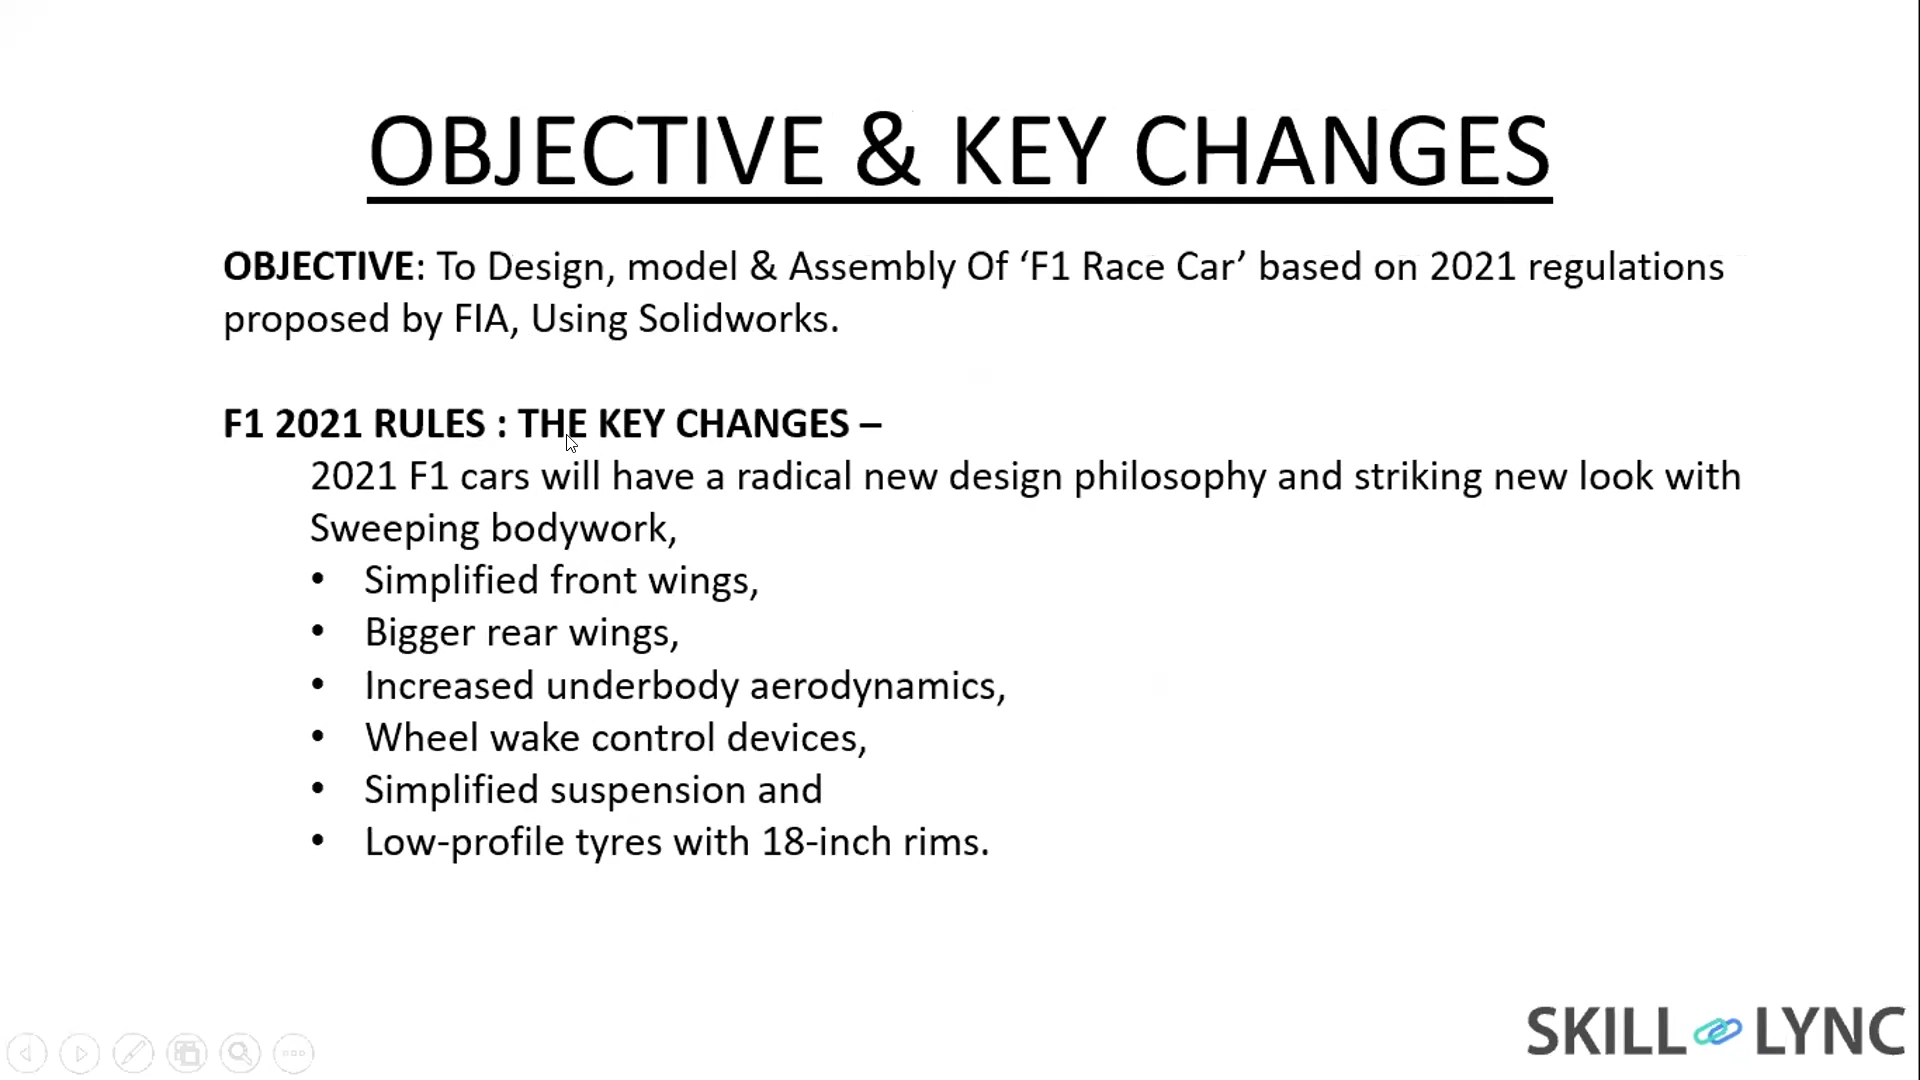 OBJECTIVE & KEY CHANGES
OBJECTIVE: To Design, model & Assembly Of ‘F1 Race Car’ based on 2021 regulations
proposed by FIA, Using Solidworks.
F1 2021 RULES : THE KEY CHANGES –
2021 F1 cars will have a radical new design philosophy and striking new look with
Sweeping bodywork,
• Simplified front wings,
• Bigger rear wings,
• Increased underbody aerodynamics,
• Wheel wake control devices,
• Simplified suspension and
• Low-profile tyres with 18-inch rims.
SKILL LYNC